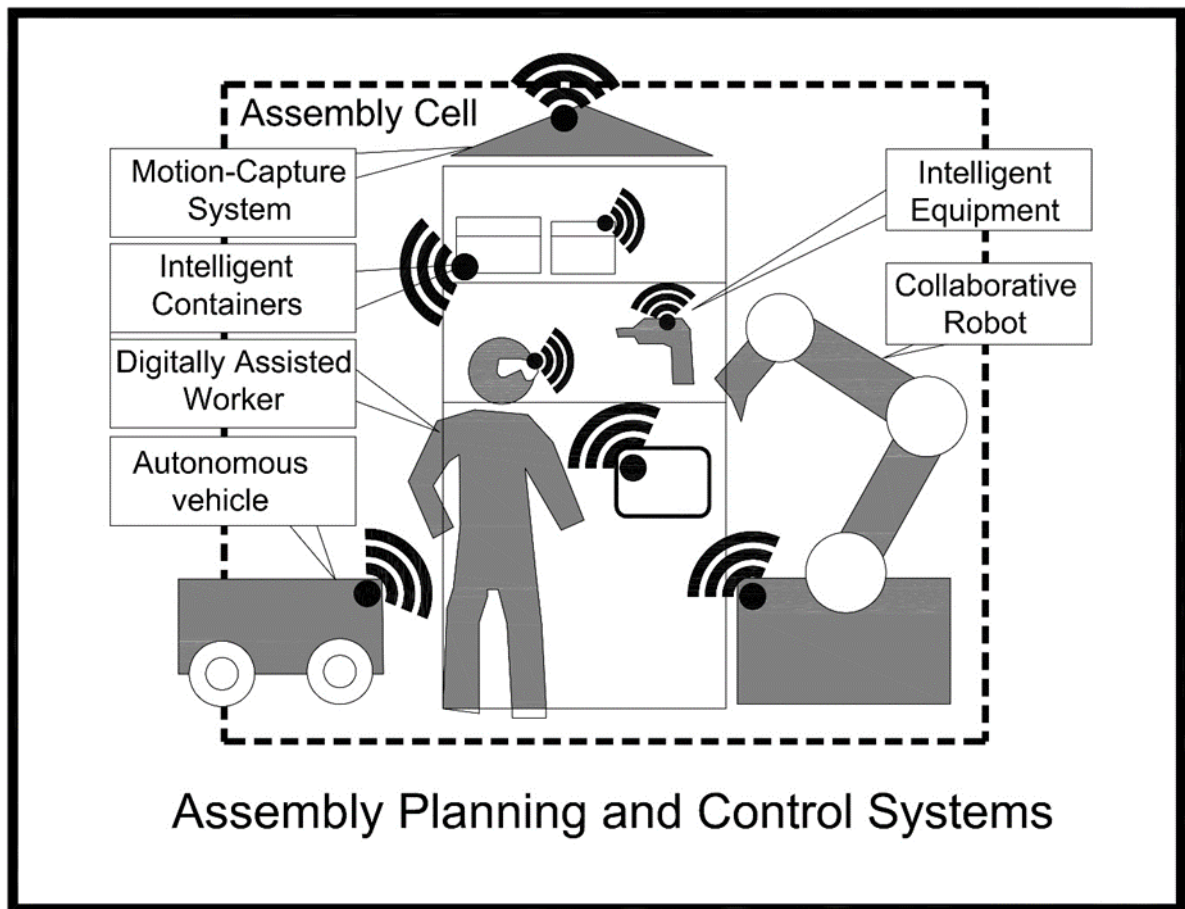 Assembly Cell
Motion-Capture
System
Intelligent
Containers
Digitally Assisted
Worker
Autonomous
vehicle
Intelligent
Equipment
Collaborative
Robot
Assembly Planning and Control Systems